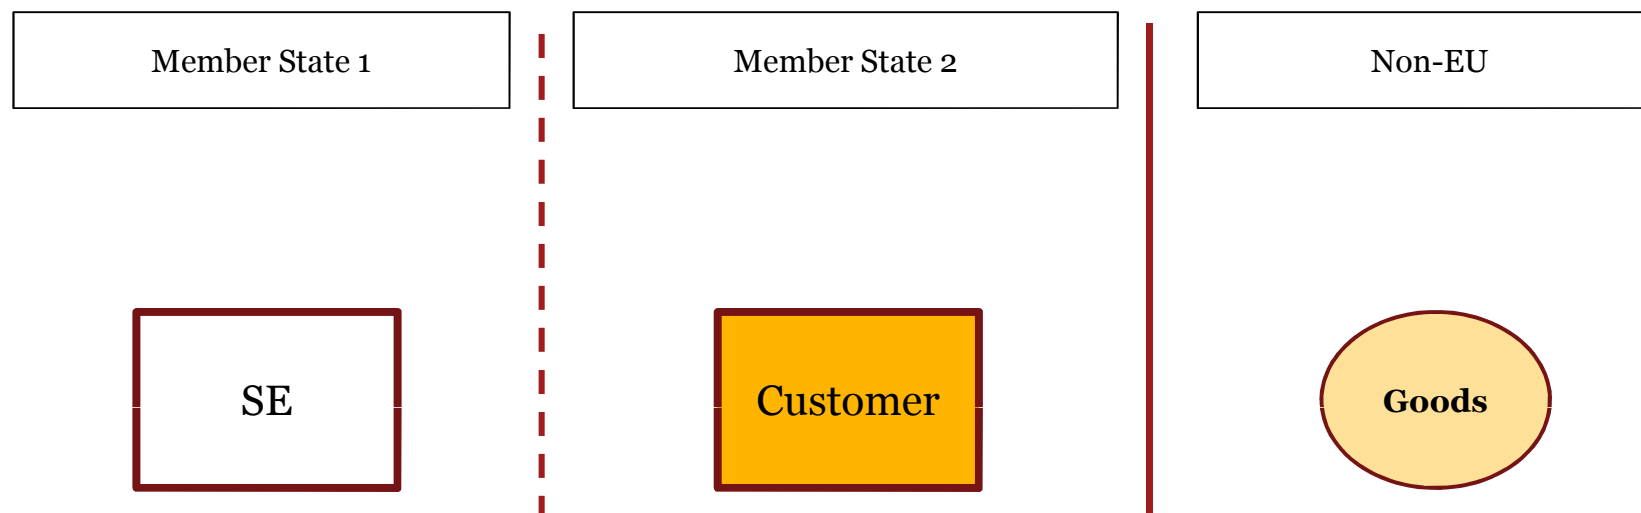 Member State 1
Member State 2
Non-EU
SE
Customer
Goods